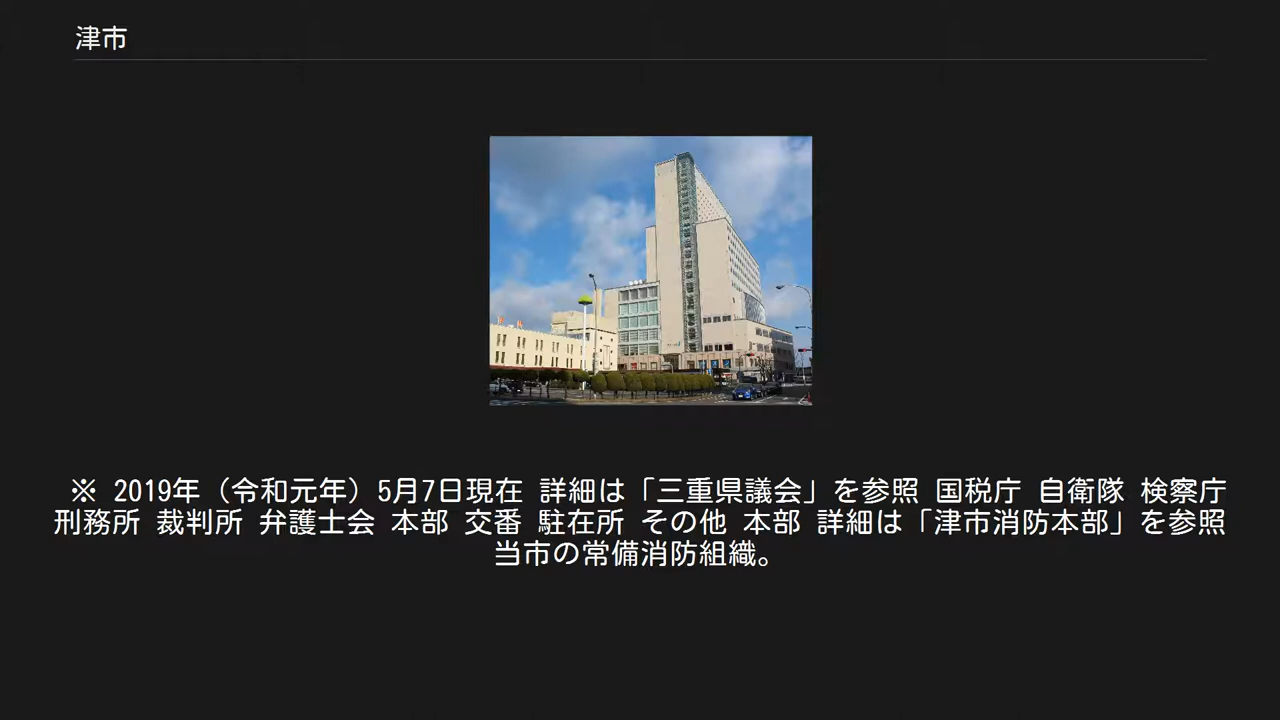 津市
※ 2019年（令和元年）5月7日現在 詳細は「三重県議会」を参照 国税庁 自衛隊 検察庁
刑務所 裁判所 弁護士会 本部 交番 駐在所 その他 本部 詳細は「津市消防本部」を参照
当市の常備消防組織。